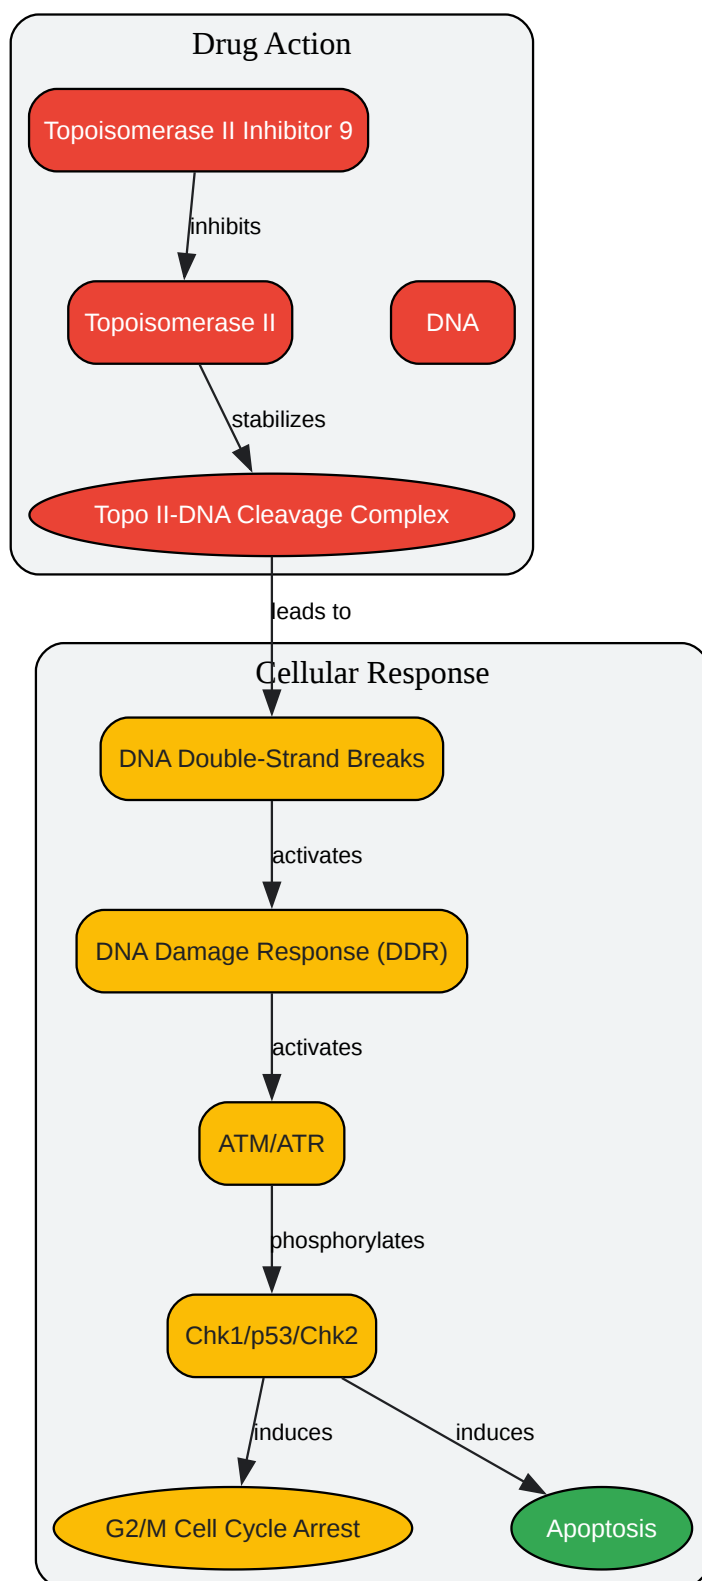 Drug Action
Topoisomerase II Inhibitor 9
inhibits
Topoisomerase II
DNA
stabilizes
Topo II-DNA Cleavage Complex
leads to
Cellular Response
DNA Double-Strand Breaks
activates
DNA Damage Response (DDR)
activates
ATM/ATR
phosphorylates
Chk1/p53/Chk2
induces
induces
G2/M Cell Cycle Arrest
Apoptosis